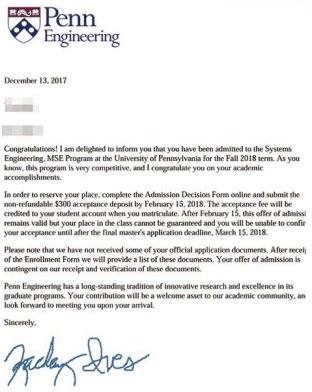 Penn
Engineering
December 13, 2017
Congratulations! I am delighted to inform you that you have been admitted to the Systems
Engineering, MSE Program at the University of Pennsylvania for the Fall 2018 term. As you
know, this program is very competitive, and I congratulate you on your academic
accomplishments.
In order to reserve your place, complete the Admission Decision Form online and submit the
non-refundable $300 acceptance deposit by February 15, 2018. The acceptance fee will be
credited to your student account when you matriculate. After February 15, this offer of admissi
remains valid but your place in the class cannot be guaranteed and you will be unable to confir
your acceptance until after the final master's application deadline, March 15, 2018.
Please note that we have not received some of your official application documents. After recei
of the Enrollment Form we will provide a list of these documents. Your offer of admission is
contingent on our receipt and verification of these documents.
Penn Engineering has a long-standing tradition of innovative research and excellence in its
graduate programs. Your contribution will be a welcome asset to our academic community, an
look forward to meeting you upon your arrival.
Sincerely,
Zachary Ives